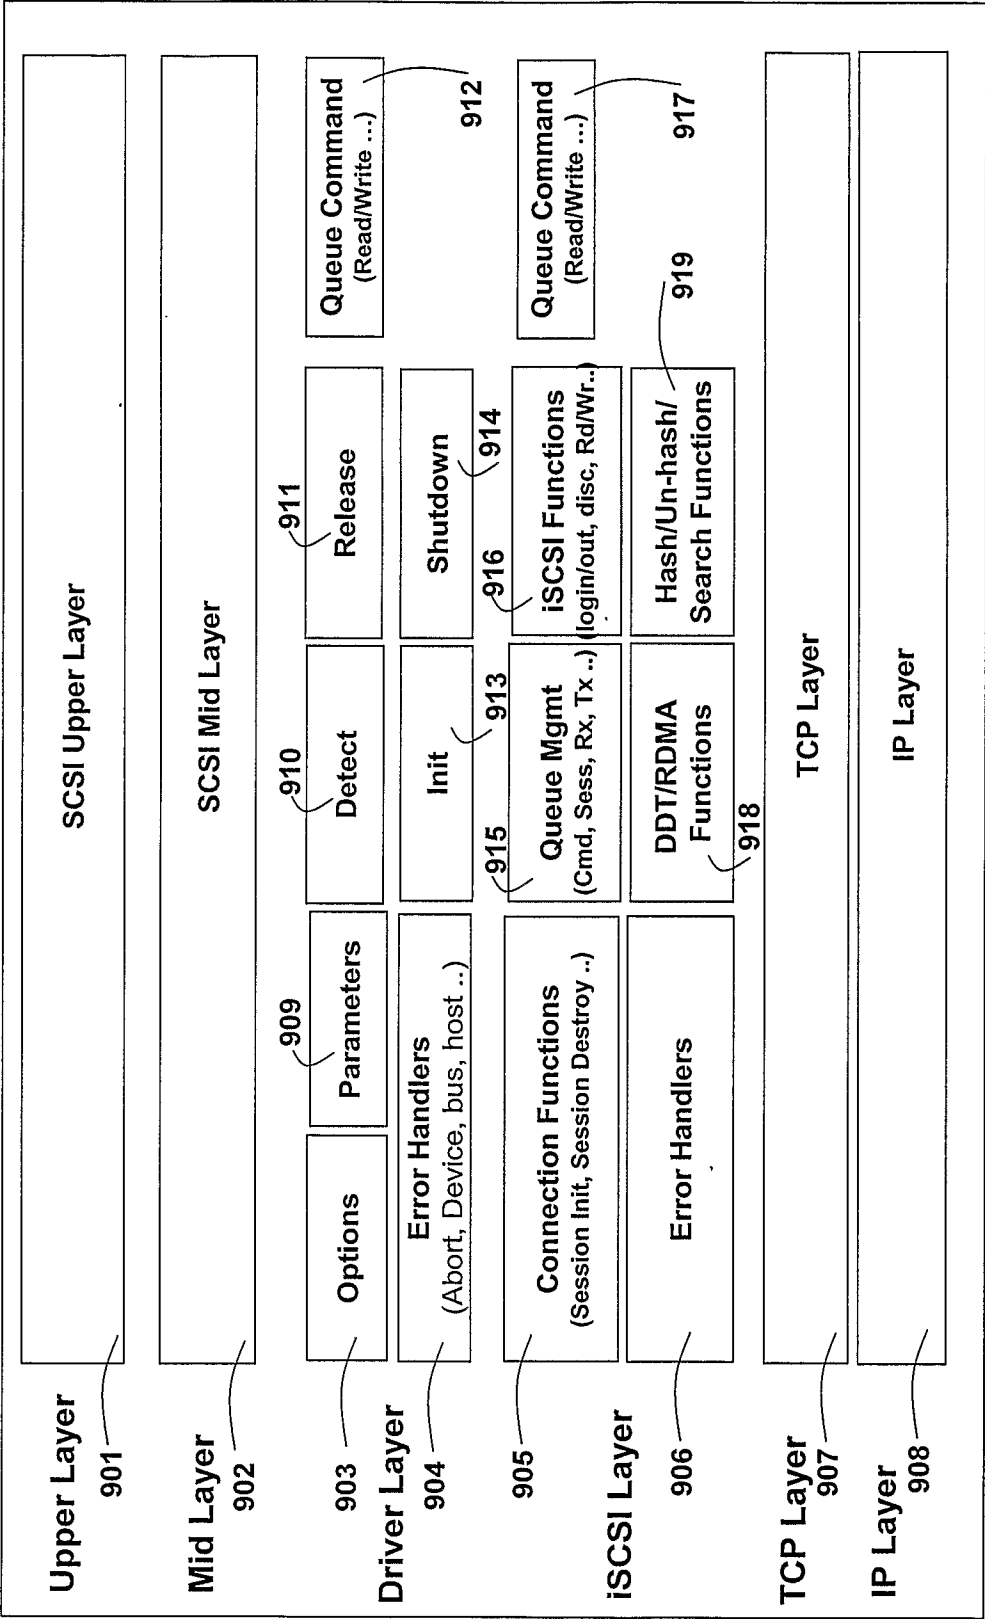 Upper Layer
901
SCSI Upper Layer
Mid Layer
902
SCSI Mid Layer
Driver Layer
903
Options
909
Parameters
910
Detect
911
Release
Queue Command
(Read/Write ...)
912
904
Error Handlers
(Abort, Device, bus, host ..)
Init
913
Shutdown
914
iSCSI Layer
905
Connection Functions
(Session Init, Session Destroy ..)
915
Queue Mgmt
(Cmd, Sess, Rx, Tx ..)
916
iSCSI Functions
(login/out, disc, Rd/Wr..)
Queue Command
(Read/Write ...)
917
906
Error Handlers
DDT/RDMA
Functions
918
Hash/Un-hash/
Search Functions
919
TCP Layer
907
TCP Layer
IP Layer
908
IP Layer